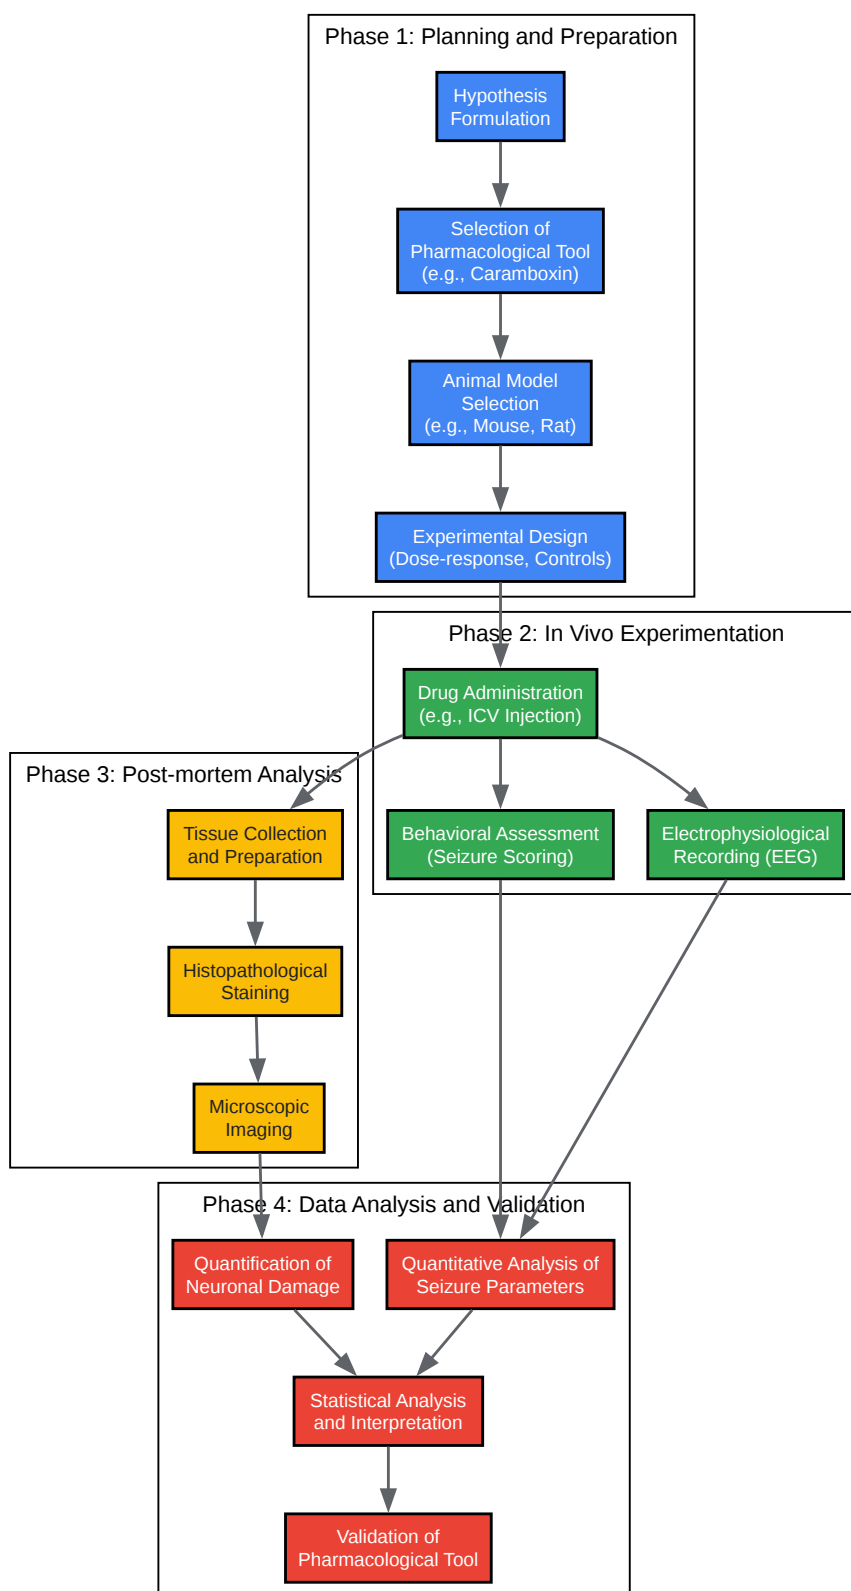 Phase 1: Planning and Preparation
Hypothesis
Formulation
Selection of
Pharmacological Tool
(e.g., Caramboxin)
Animal Model
Selection
(e.g., Mouse, Rat)
Experimental Design
(Dose-response, Controls)
Phase 2: In Vivo Experimentation
Drug Administration
(e.g., ICV Injection)
Phase 3: Post-mortem Analysis
Tissue Collection
and Preparation
Behavioral Assessment
(Seizure Scoring)
Electrophysiological
Recording (EEG)
Histopathological
Staining
Microscopic
Imaging
Phase 4: Data Analysis and Validation
Quantification of
Neuronal Damage
Quantitative Analysis of
Seizure Parameters
Statistical Analysis
and Interpretation
Validation of
Pharmacological Tool